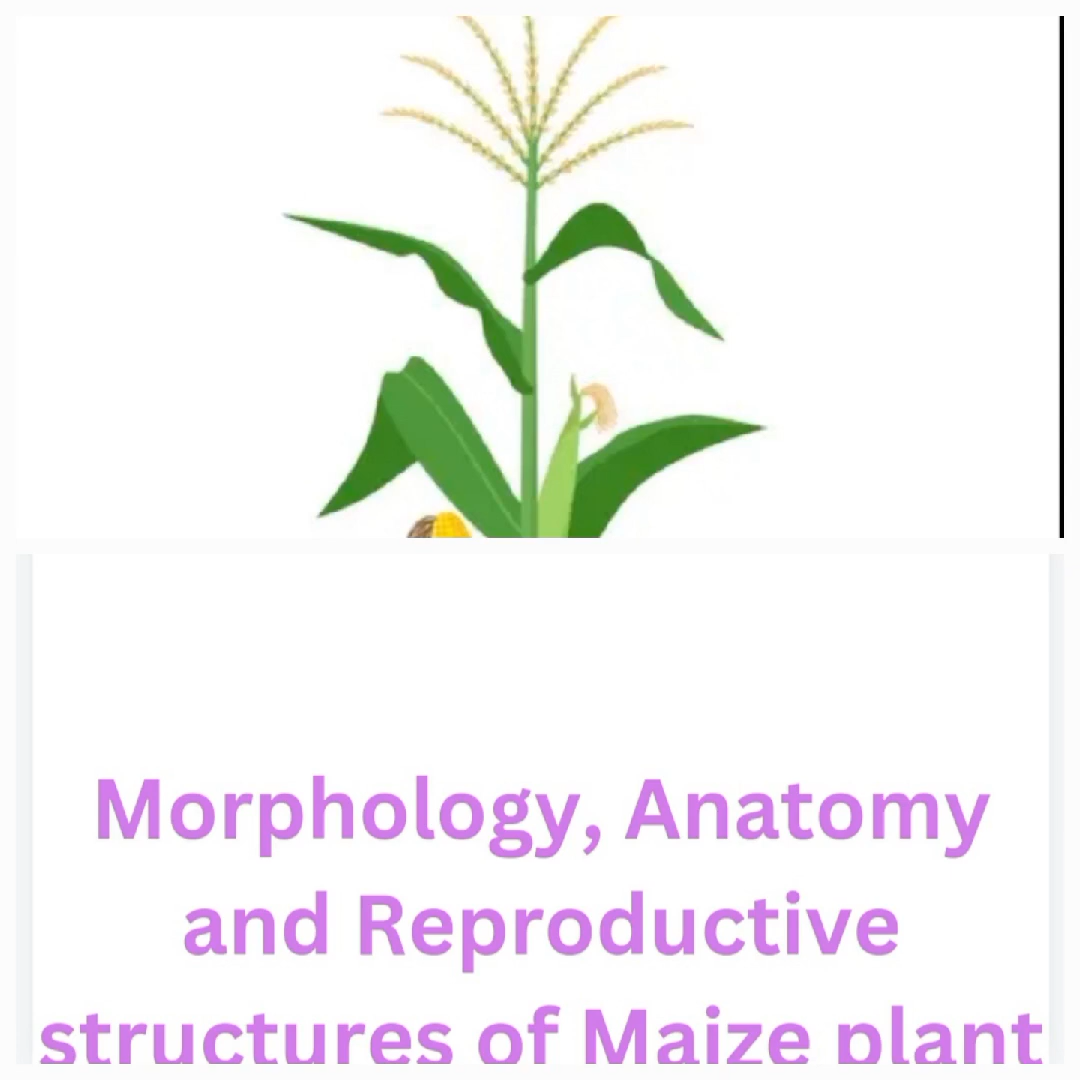 Morphology, Anatomy
and Reproductive
structures of Maize plant